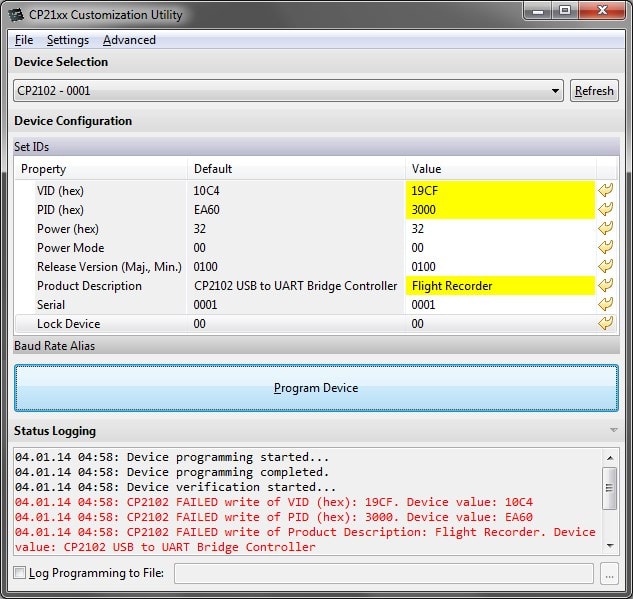 CP21xx Customization Utility
File Settings Advanced
Device Selection
CP2102 - 0001 Refresh
Device Configuration
Set IDs
Property Default Value
VID (hex) 10C4 19CF
PID (hex) EA60 3000
Power (hex) 32 32
Power Mode 00 00
Release Version (Maj., Min.) 0100 0100
Product Description CP2102 USB to UART Bridge Controller Flight Recorder
Serial 0001 0001
Lock Device 00 00
Baud Rate Alias
Program Device
Status Logging
04.01.14 04:58: Device programming started...
04.01.14 04:58: Device programming completed.
04.01.14 04:58: Device verification started...
04.01.14 04:58: CP2102 FAILED write of VID (hex): 19CF. Device value: 10C4
04.01.14 04:58: CP2102 FAILED write of PID (hex): 3000. Device value: EA60
04.01.14 04:58: CP2102 FAILED write of Product Description: Flight Recorder. Device
value: CP2102 USB to UART Bridge Controller
Log Programming to File: ...